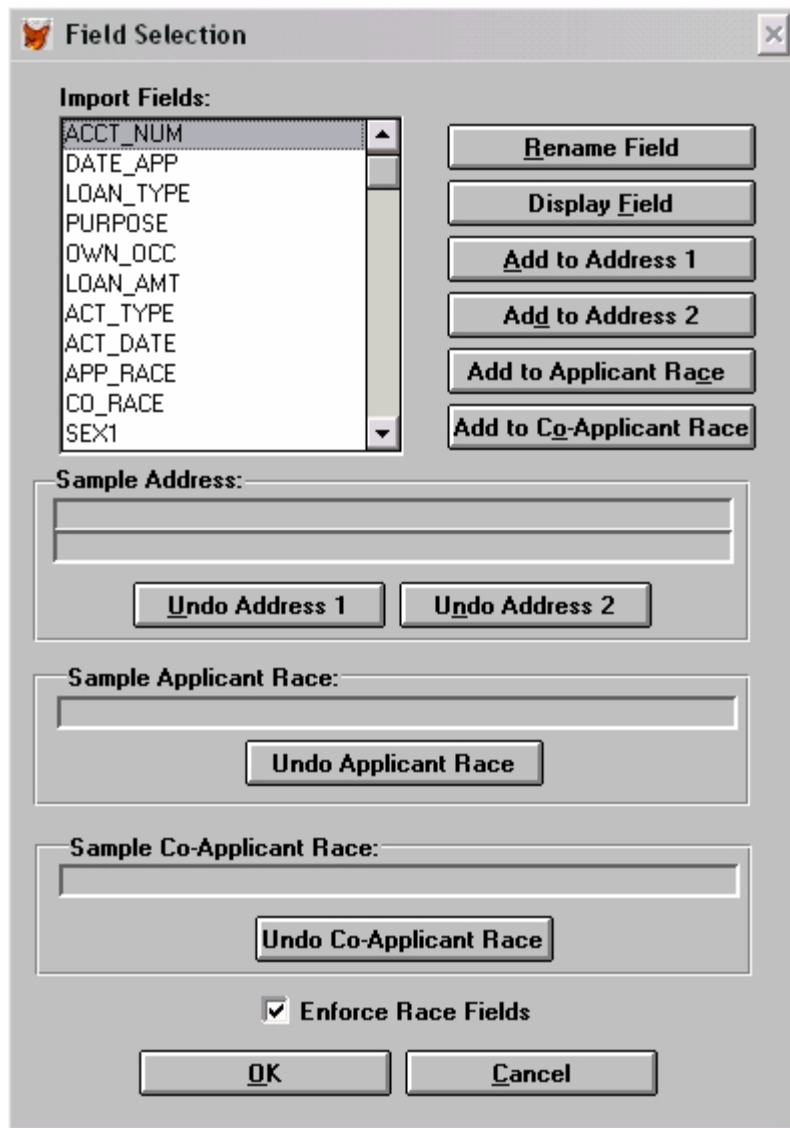 Field Selection
Import Fields:
ACCT_NUM
DATE_APP
LOAN_TYPE
PURPOSE
OWN_OCC
LOAN_AMT
ACT_TYPE
ACT_DATE
APP_RACE
CO_RACE
SEX1
Rename Field
Display Field
Add to Address 1
Add to Address 2
Add to Applicant Race
Add to Co-Applicant Race
Sample Address:
Undo Address 1
Undo Address 2
Sample Applicant Race:
Undo Applicant Race
Sample Co-Applicant Race:
Undo Co-Applicant Race
Enforce Race Fields
OK
Cancel